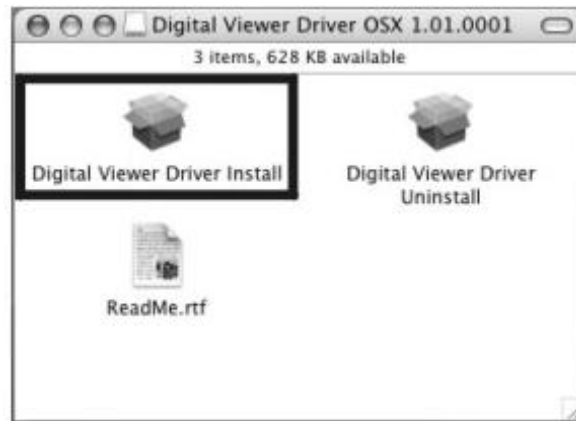 Digital Viewer Driver OSX 1.01.0001
3 items, 628 KB available
Digital Viewer Driver Install
Digital Viewer Driver
Uninstall
ReadMe.rtf